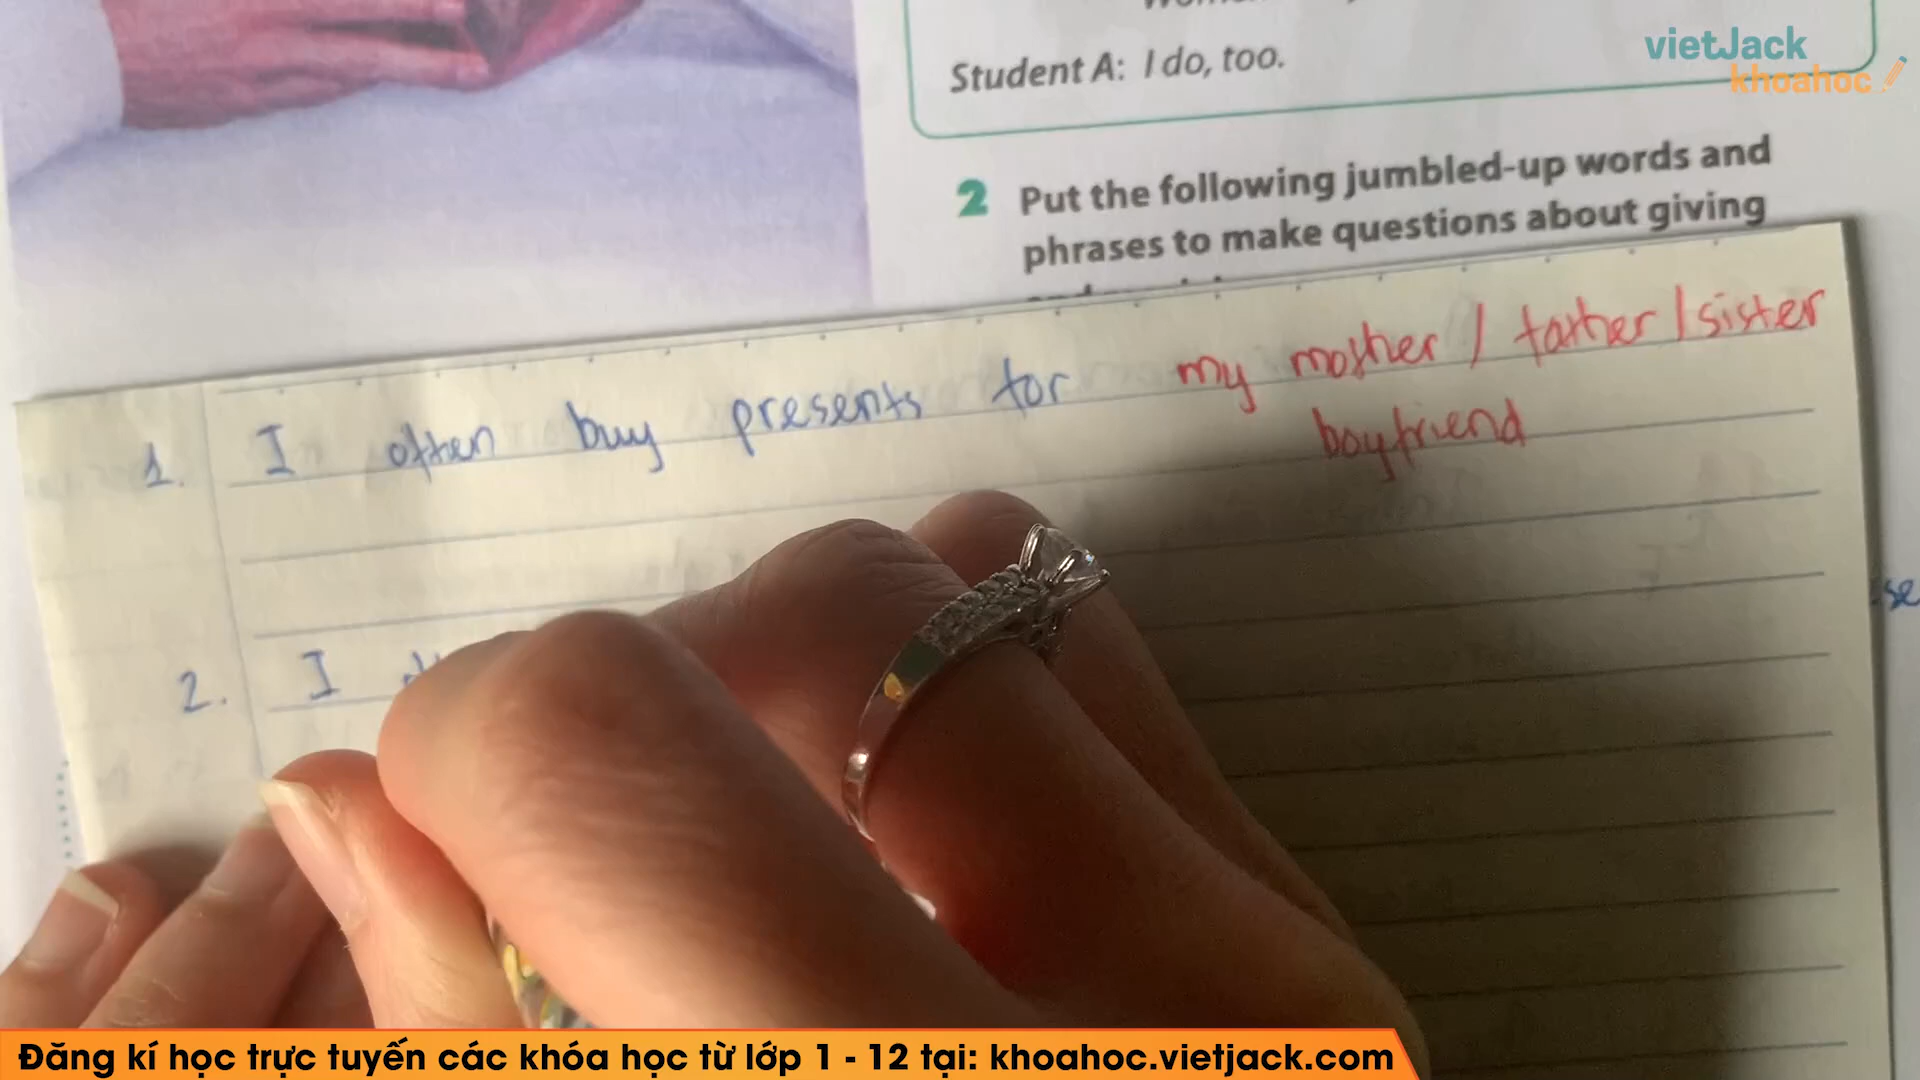 vietJack
khoahoc
Student A: I do, too.
2 Put the following jumbled-up words and
phrases to make questions about giving
1. I often buy presents for my mother / father / sister
boyfriend
2. I
Đăng kí học trực tuyến các khóa học từ lớp 1 - 12 tại: khoahoc.vietjack.com